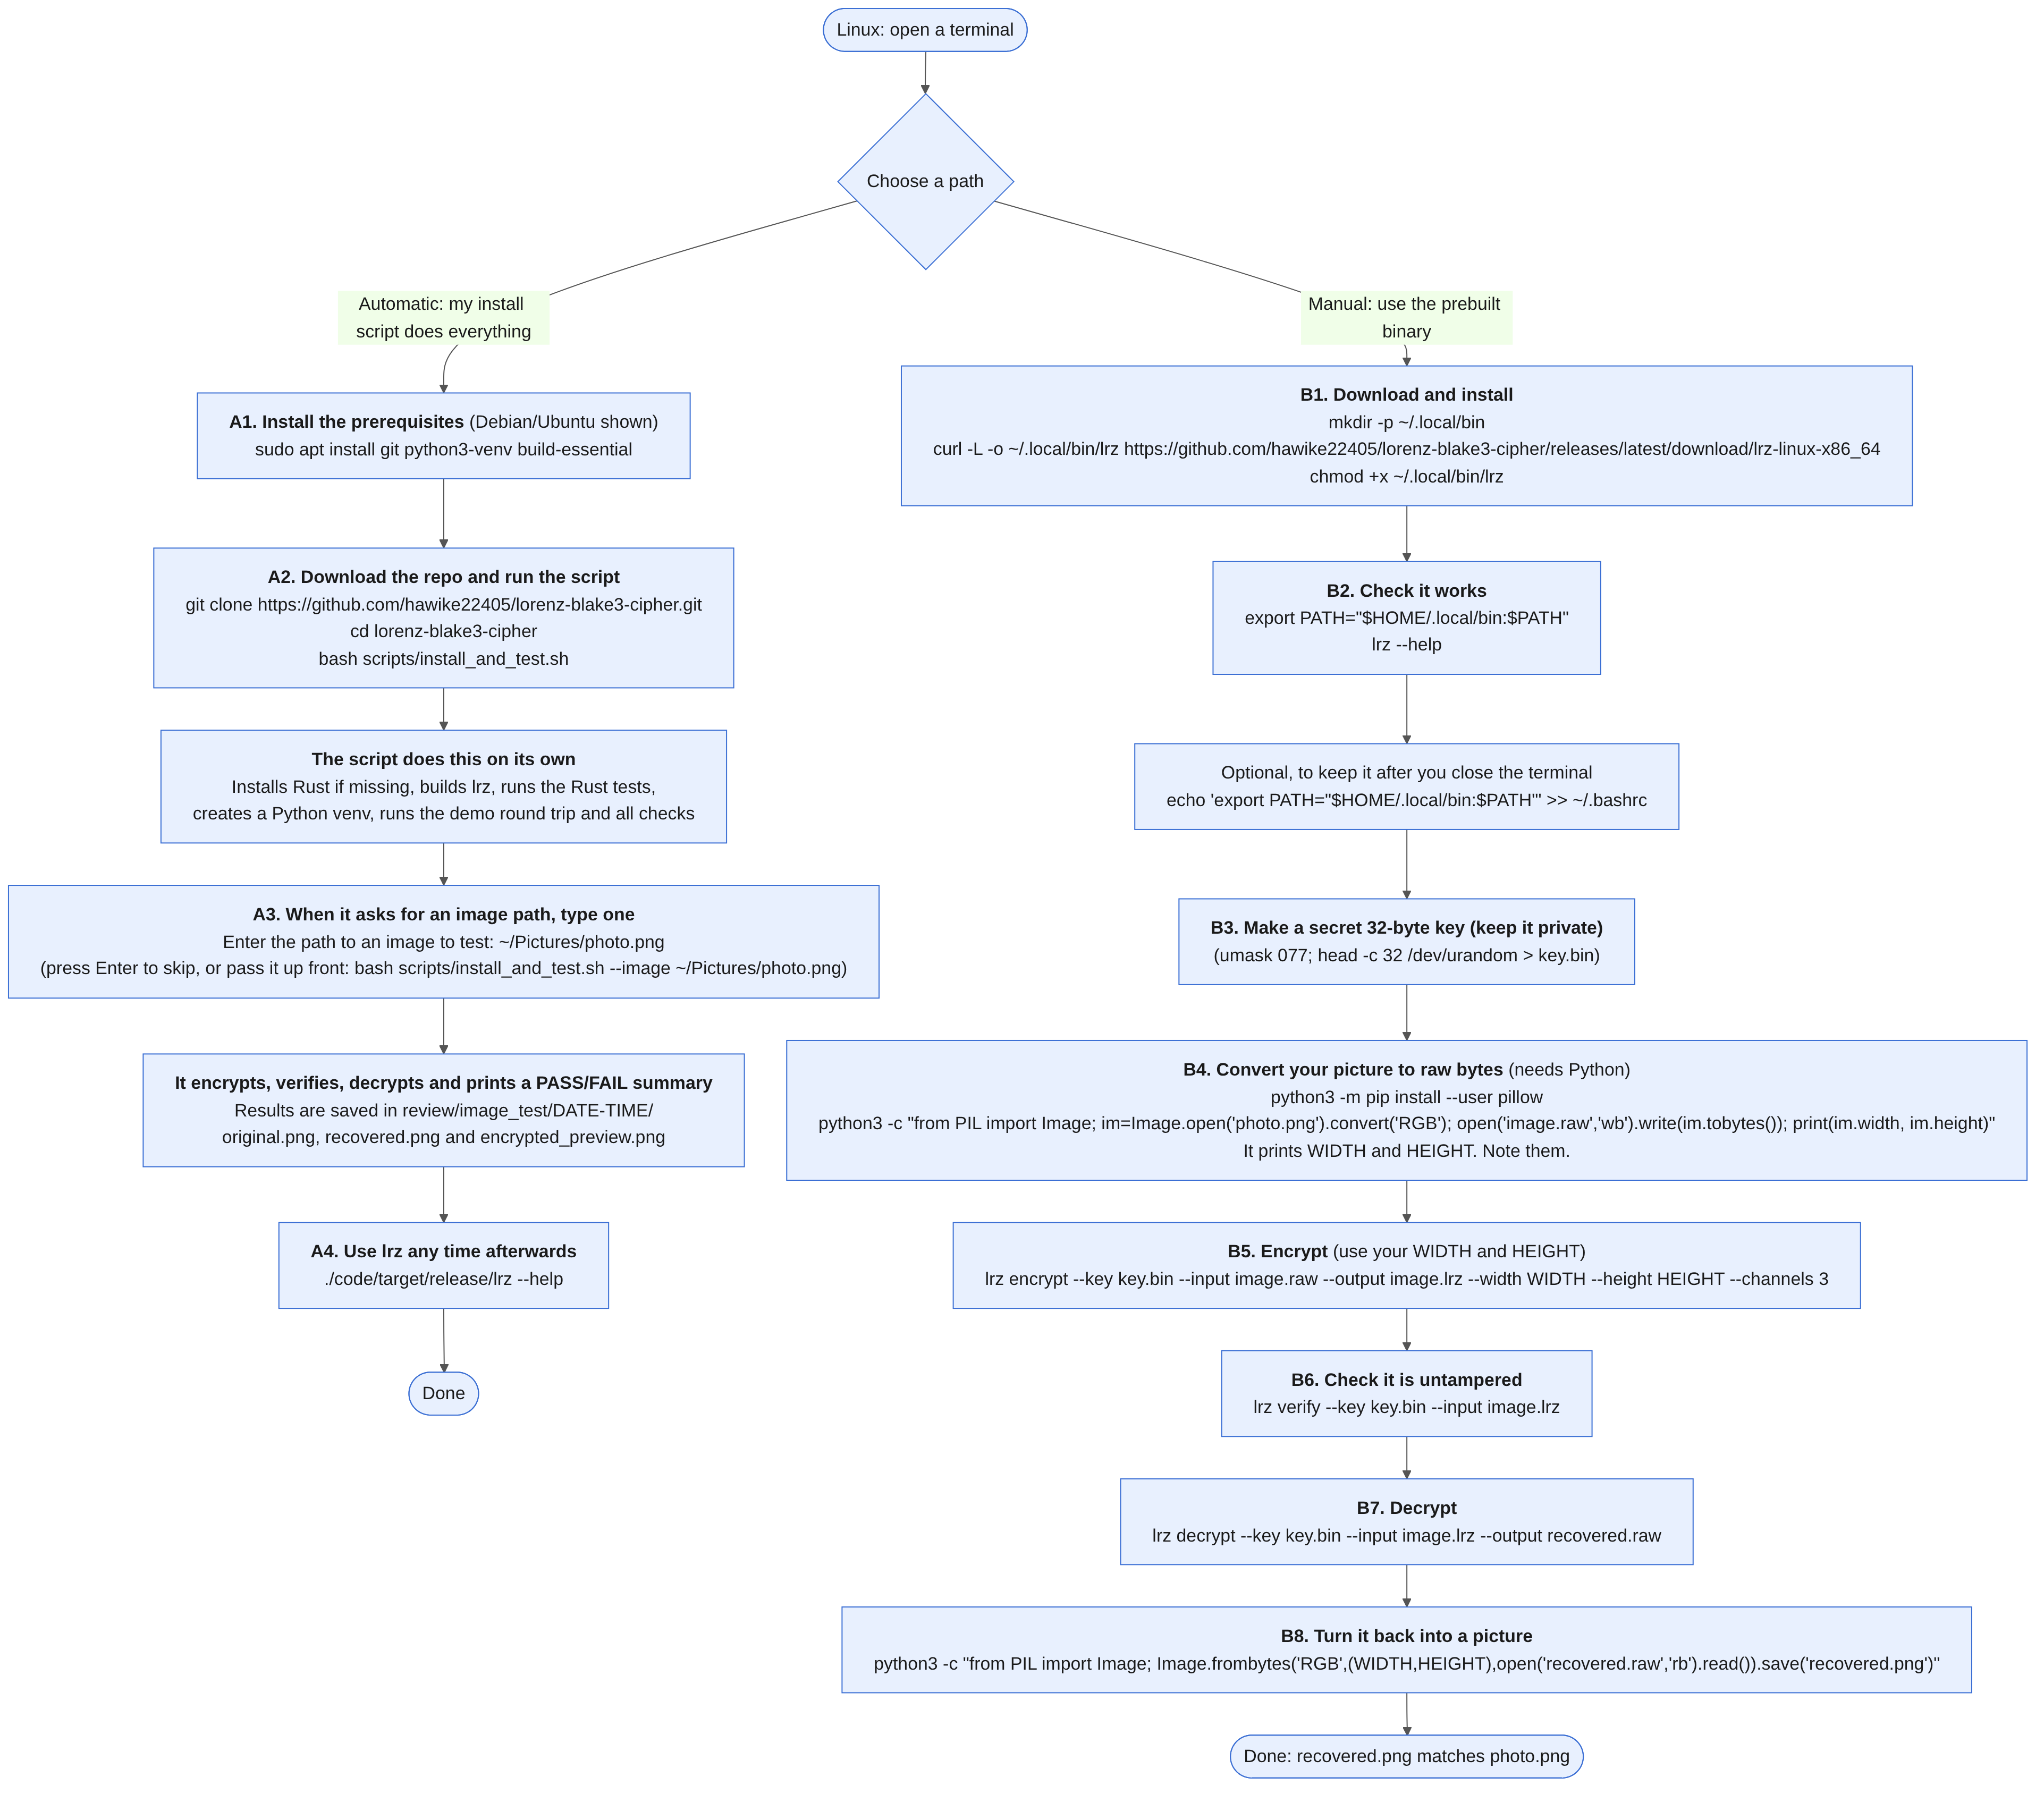 Linux: open a terminal
Choose a path
Automatic: my install
script does everything
A1. Install the prerequisites (Debian/Ubuntu shown)
sudo apt install git python3-venv build-essential
A2. Download the repo and run the script
git clone https://github.com/hawike22405/lorenz-blake3-cipher.git
cd lorenz-blake3-cipher
bash scripts/install_and_test.sh
The script does this on its own
Installs Rust if missing, builds lrz, runs the Rust tests,
creates a Python venv, runs the demo round trip and all checks
A3. When it asks for an image path, type one
Enter the path to an image to test: ~/Pictures/photo.png
(press Enter to skip, or pass it up front: bash scripts/install_and_test.sh --image ~/Pictures/photo.png)
It encrypts, verifies, decrypts and prints a PASS/FAIL summary
Results are saved in review/image_test/DATE-TIME/
original.png, recovered.png and encrypted_preview.png
A4. Use lrz any time afterwards
./code/target/release/lrz --help
Done
Manual: use the prebuilt
binary
B1. Download and install
mkdir -p ~/.local/bin
curl -L -o ~/.local/bin/lrz https://github.com/hawike22405/lorenz-blake3-cipher/releases/latest/download/lrz-linux-x86_64
chmod +x ~/.local/bin/lrz
B2. Check it works
export PATH="$HOME/.local/bin:$PATH"
lrz --help
Optional, to keep it after you close the terminal
echo 'export PATH="$HOME/.local/bin:$PATH"' >> ~/.bashrc
B3. Make a secret 32-byte key (keep it private)
(umask 077; head -c 32 /dev/urandom > key.bin)
B4. Convert your picture to raw bytes (needs Python)
python3 -m pip install --user pillow
python3 -c "from PIL import Image; im=Image.open('photo.png').convert('RGB'); open('image.raw','wb').write(im.tobytes()); print(im.width, im.height)"
It prints WIDTH and HEIGHT. Note them.
B5. Encrypt (use your WIDTH and HEIGHT)
lrz encrypt --key key.bin --input image.raw --output image.lrz --width WIDTH --height HEIGHT --channels 3
B6. Check it is untampered
lrz verify --key key.bin --input image.lrz
B7. Decrypt
lrz decrypt --key key.bin --input image.lrz --output recovered.raw
B8. Turn it back into a picture
python3 -c "from PIL import Image; Image.frombytes('RGB',(WIDTH,HEIGHT),open('recovered.raw','rb').read()).save('recovered.png')"
Done: recovered.png matches photo.png